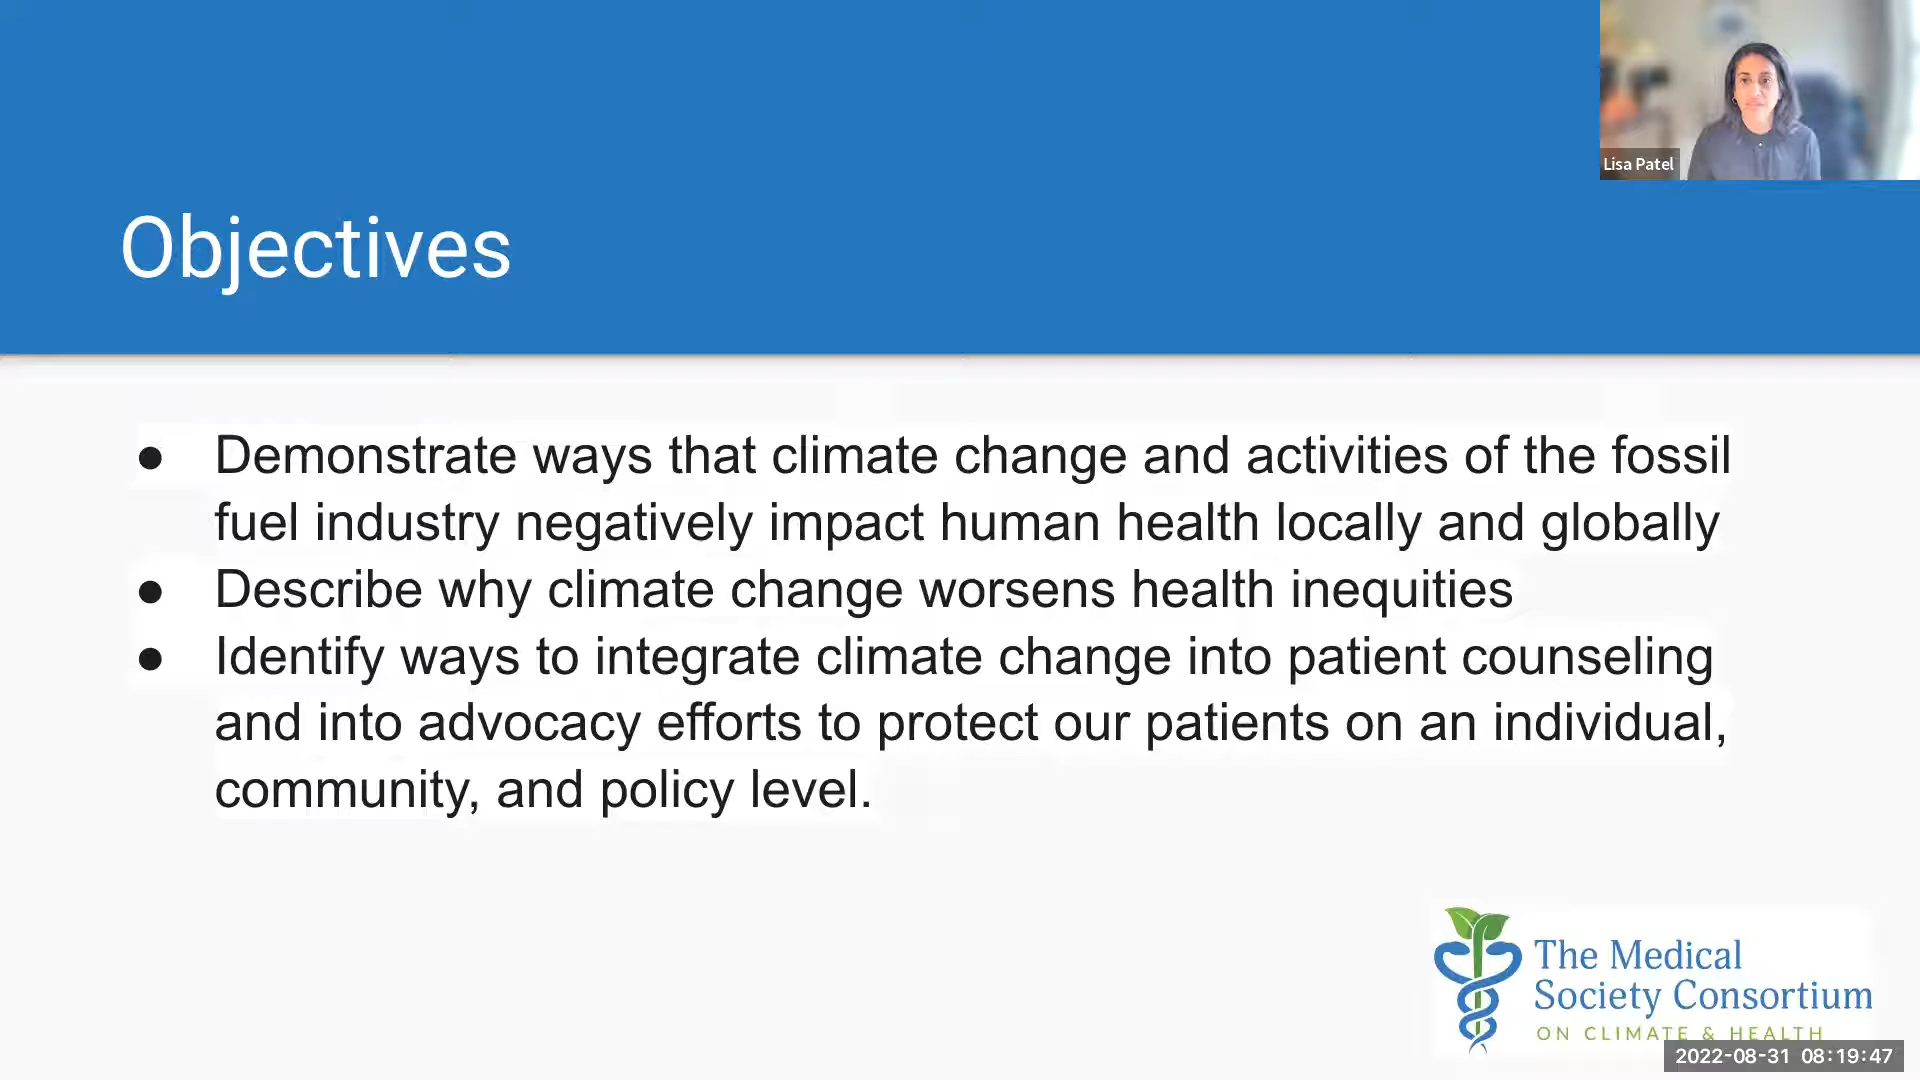 Lisa Patel
Objectives
● Demonstrate ways that climate change and activities of the fossil
fuel industry negatively impact human health locally and globally
● Describe why climate change worsens health inequities
● Identify ways to integrate climate change into patient counseling
and into advocacy efforts to protect our patients on an individual,
community, and policy level.
The Medical
Society Consortium
ON CLIMATE & HEALTH
2022-08-31 08:19:47